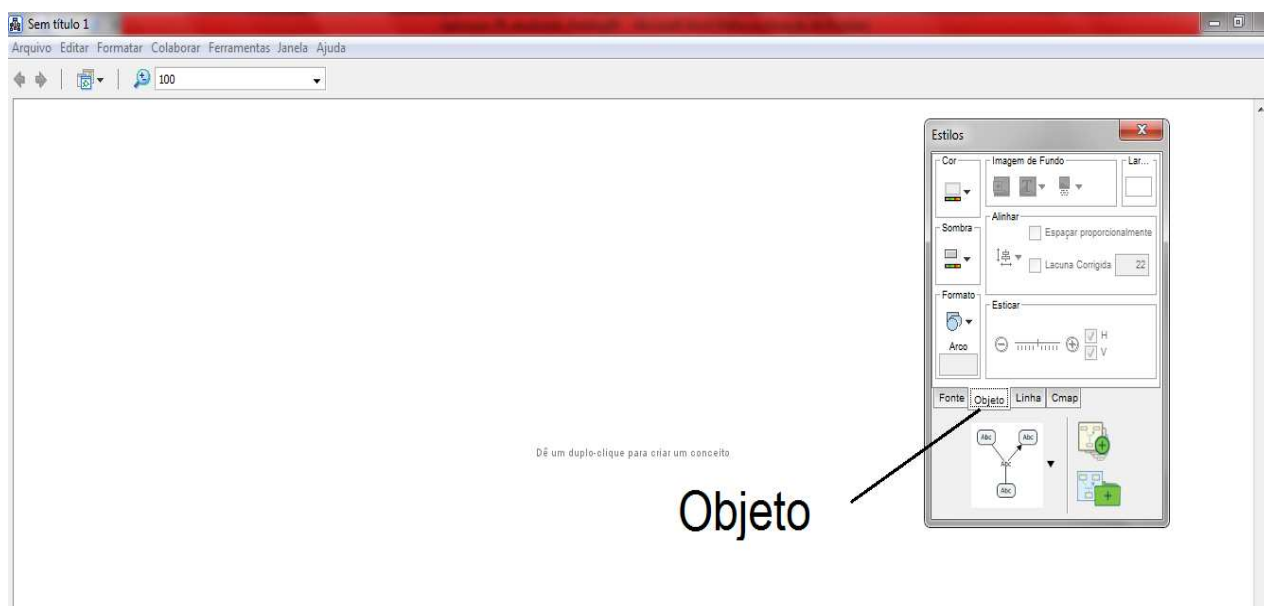 Sem título 1
Arquivo Editar Formatar Colaborar Ferramentas Janela Ajuda
100
Estilos
Cor
Imagem de Fundo
Lar...
Sombra
Alinhar
Espaçar proporcionalmente
Lacuna Corrigida 22
Formato
Esticar
Arco
H
V
Fonte Objeto Linha Cmap
Abc Abc
Abc
Abc
Dê um duplo-clique para criar um conceito
Objeto